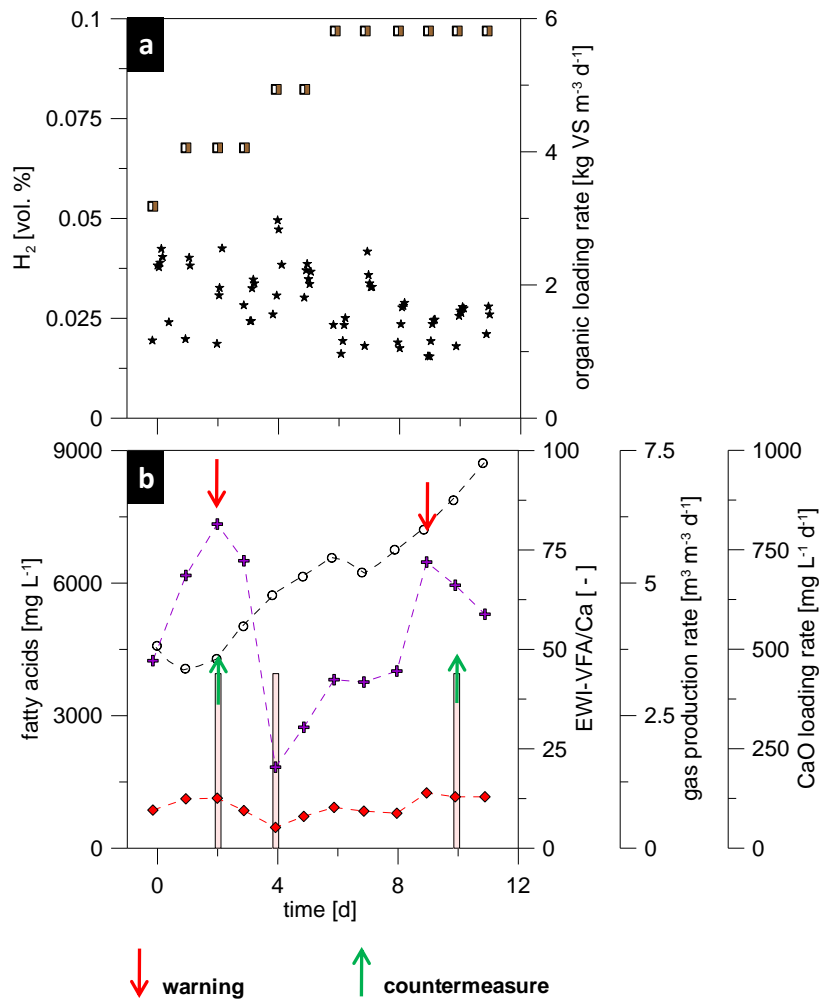 a
H₂ [vol. %]
0.1
0.075
0.05
0.025
0
organic loading rate [kg VS m⁻³ d⁻¹]
6
4
2
0
b
fatty acids [mg L⁻¹]
9000
6000
3000
0
EWI-VFA/Ca [ - ]
100
75
50
25
0
gas production rate [m³ m⁻³ d⁻¹]
7.5
5
2.5
0
CaO loading rate [mg L⁻¹ d⁻¹]
1000
750
500
250
0
0 4 8 12
time [d]
warning countermeasure